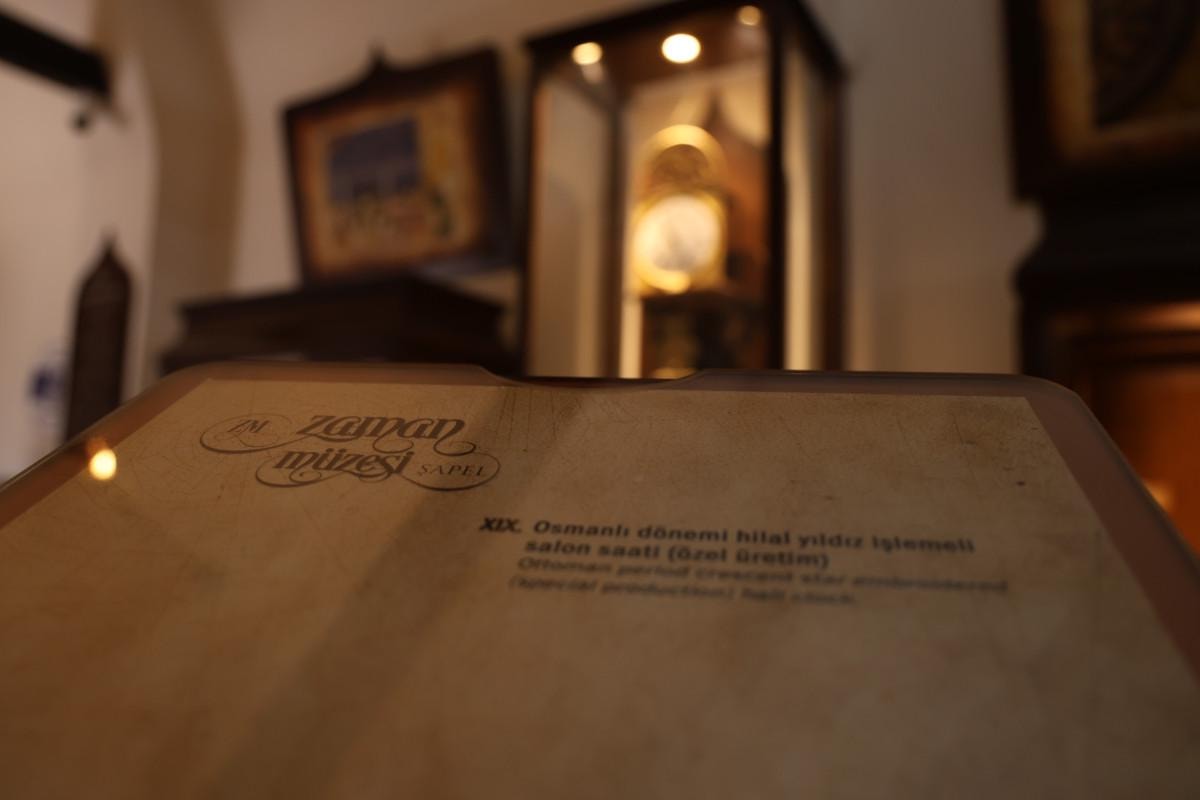 ZM zaman
müzesi ŞAPEL
XIX. Osmanlı dönemi hilal yıldız işlemeli
salon saati (özel üretim)
Ottoman period crescent star embroidered
(special production) hall clock.